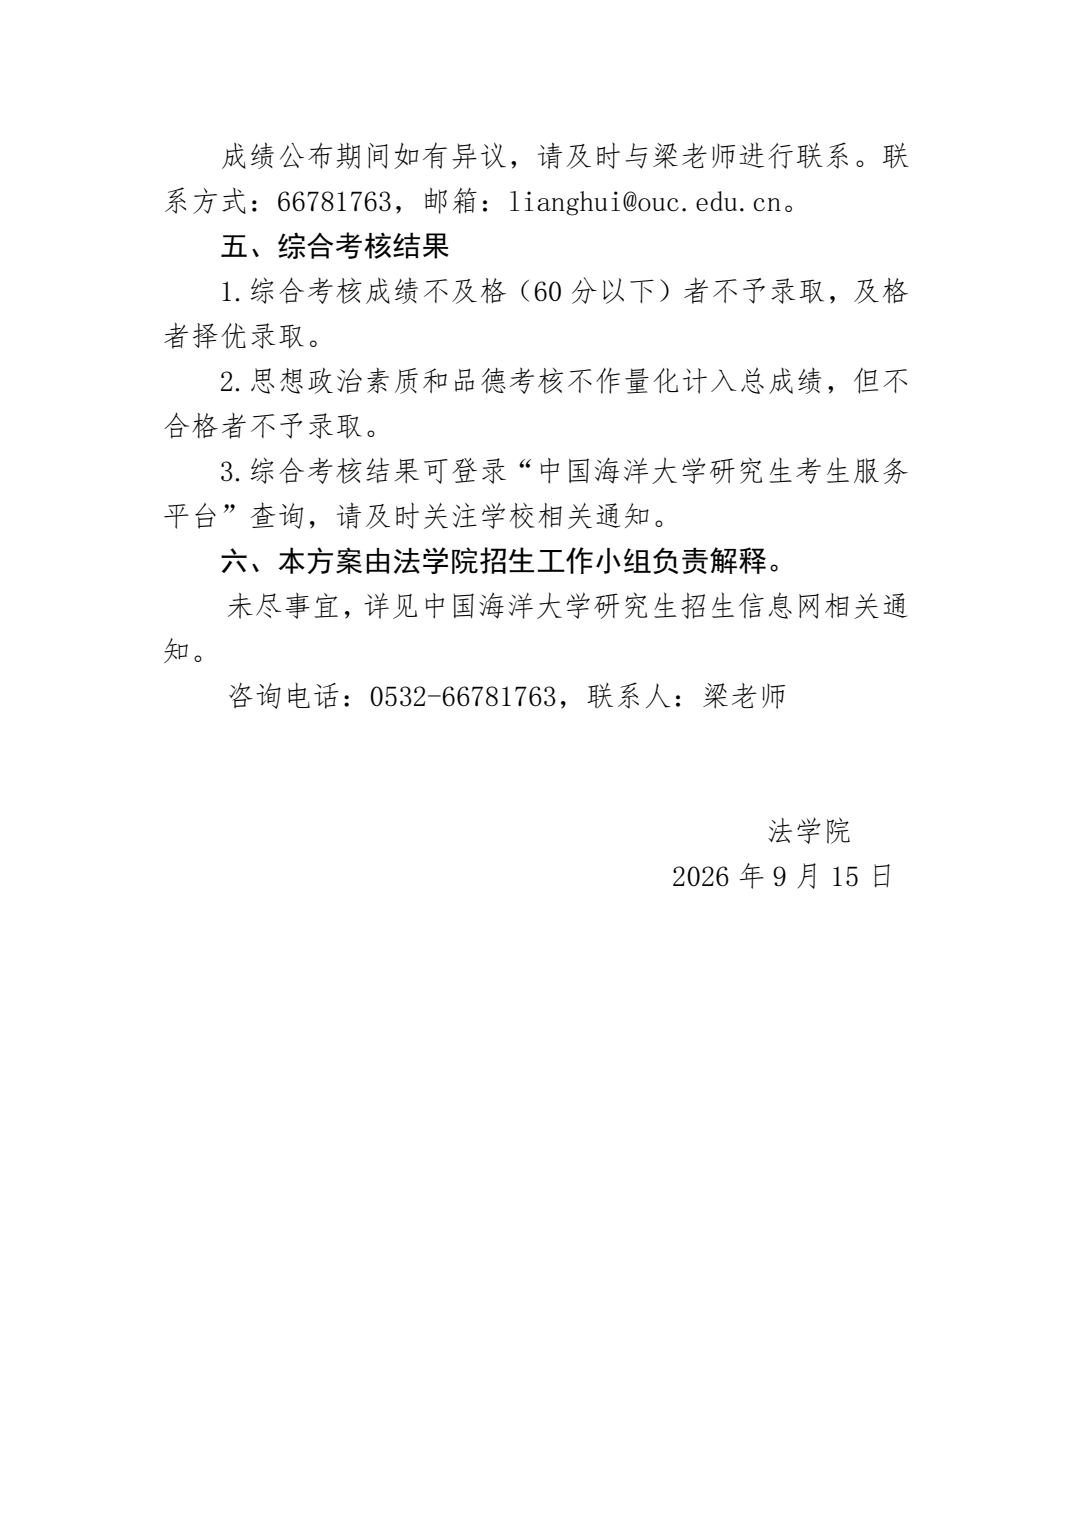 成绩公布期间如有异议，请及时与梁老师进行联系。联
系方式：66781763，邮箱：lianghui@ouc.edu.cn。
五、综合考核结果
1.综合考核成绩不及格（60 分以下）者不予录取，及格
者择优录取。
2.思想政治素质和品德考核不作量化计入总成绩，但不
合格者不予录取。
3.综合考核结果可登录“中国海洋大学研究生考生服务
平台”查询，请及时关注学校相关通知。
六、本方案由法学院招生工作小组负责解释。
未尽事宜，详见中国海洋大学研究生招生信息网相关通
知。
咨询电话：0532-66781763，联系人：梁老师
法学院
2026 年 9 月 15 日